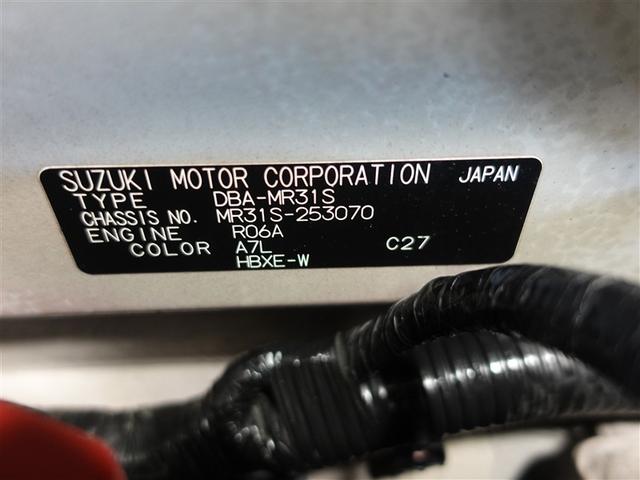 SUZUKI MOTOR CORPORATION JAPAN
TYPE DBA-MR31S
CHASSIS NO. MR31S-253070
ENGINE R06A
COLOR A7L C27
HBXE-W